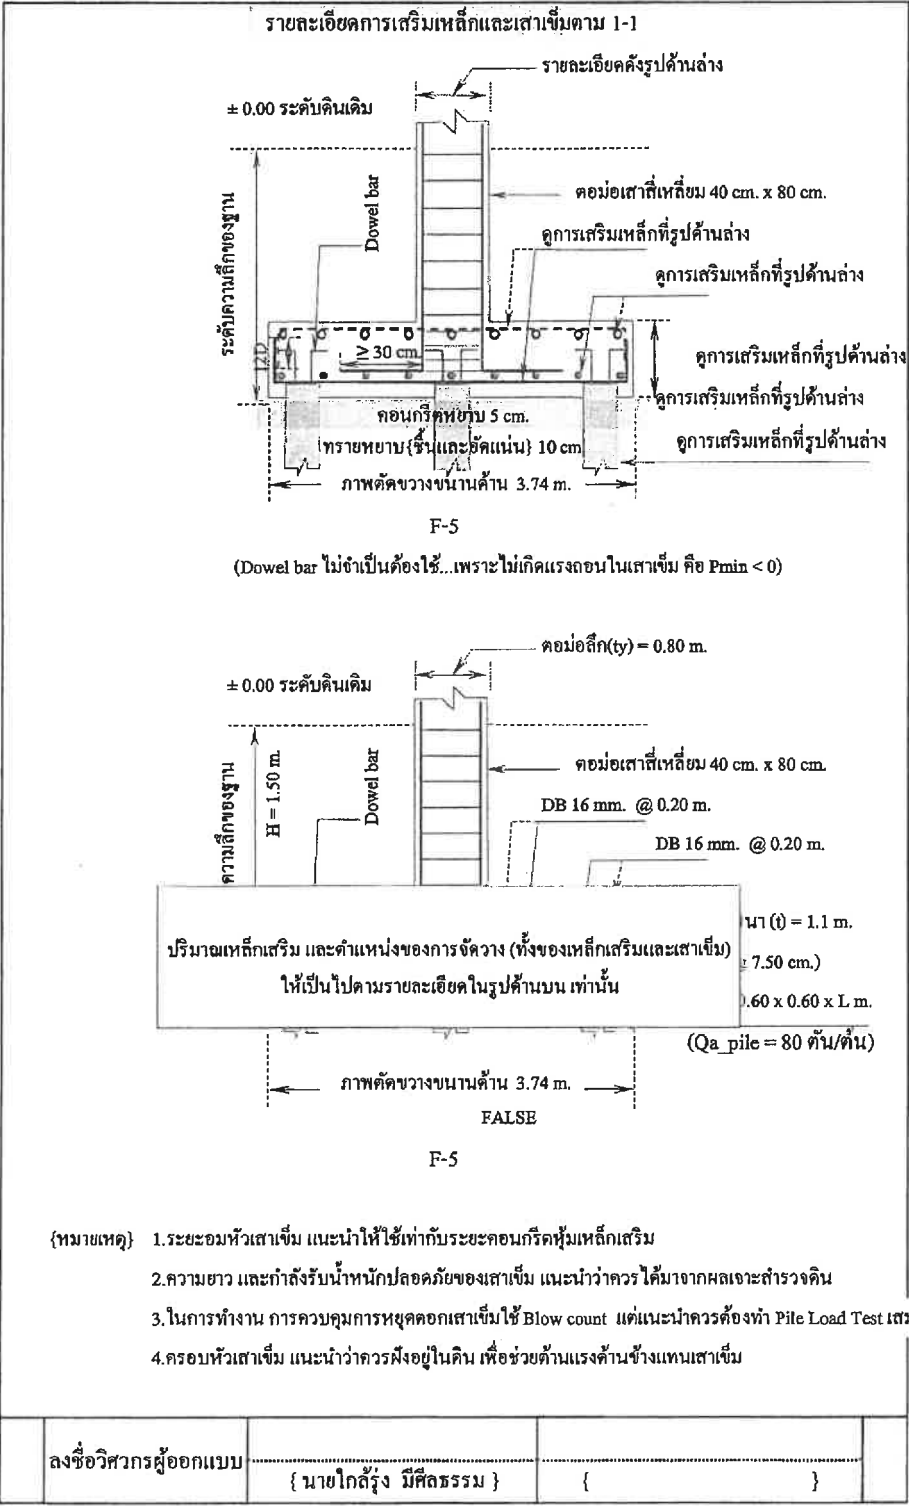 รายละเอียดการเสริมเหล็กและเสาเข็มตาม 1-1
รายละเอียดดังรูปด้านล่าง
± 0.00 ระดับดินเดิม
ระดับความลึกของฐาน
Dowel bar
ตอม่อเสาสี่เหลี่ยม 40 cm. x 80 cm.
ดูการเสริมเหล็กที่รูปด้านล่าง
ดูการเสริมเหล็กที่รูปด้านล่าง
12D
≥ 30 cm.
ดูการเสริมเหล็กที่รูปด้านล่าง
ดูการเสริมเหล็กที่รูปด้านล่าง
คอนกรีตหยาบ 5 cm.
ทรายหยาบ{ชื้นและอัดแน่น} 10 cm
ดูการเสริมเหล็กที่รูปด้านล่าง
ภาพตัดขวางขนานด้าน 3.74 m.
F-5
(Dowel bar ไม่จำเป็นต้องใช้...เพราะไม่เกิดแรงถอนในเสาเข็ม คือ Pmin < 0)
ตอม่อลึก(ty) = 0.80 m.
± 0.00 ระดับดินเดิม
ความลึกของฐาน
H = 1.50 m.
Dowel bar
ตอม่อเสาสี่เหลี่ยม 40 cm. x 80 cm.
DB 16 mm. @ 0.20 m.
DB 16 mm. @ 0.20 m.
นา (t) = 1.1 m.
ปริมาณเหล็กเสริม และตำแหน่งของการจัดวาง (ทั้งของเหล็กเสริมและเสาเข็ม)
ให้เป็นไปตามรายละเอียดในรูปด้านบน เท่านั้น
7.50 cm.)
.60 x 0.60 x L m.
(Qa_pile = 80 ตัน/ต้น)
ภาพตัดขวางขนานด้าน 3.74 m.
FALSE
F-5
{หมายเหตุ} 1.ระยะอมหัวเสาเข็ม แนะนำให้ใช้เท่ากับระยะคอนกรีตหุ้มเหล็กเสริม
2.ความยาว และกำลังรับน้ำหนักปลอดภัยของเสาเข็ม แนะนำว่าควรได้มาจากผลเจาะสำรวจดิน
3.ในการทำงาน การควบคุมการหยุดตอกเสาเข็มใช้ Blow count แต่แนะนำควรต้องทำ Pile Load Test เสม
4.ครอบหัวเสาเข็ม แนะนำว่าควรฝังอยู่ในดิน เพื่อช่วยต้านแรงด้านข้างแทนเสาเข็ม
ลงชื่อวิศวกรผู้ออกแบบ
{ นายใกล้รุ่ง มีศีลธรรม }
{ }